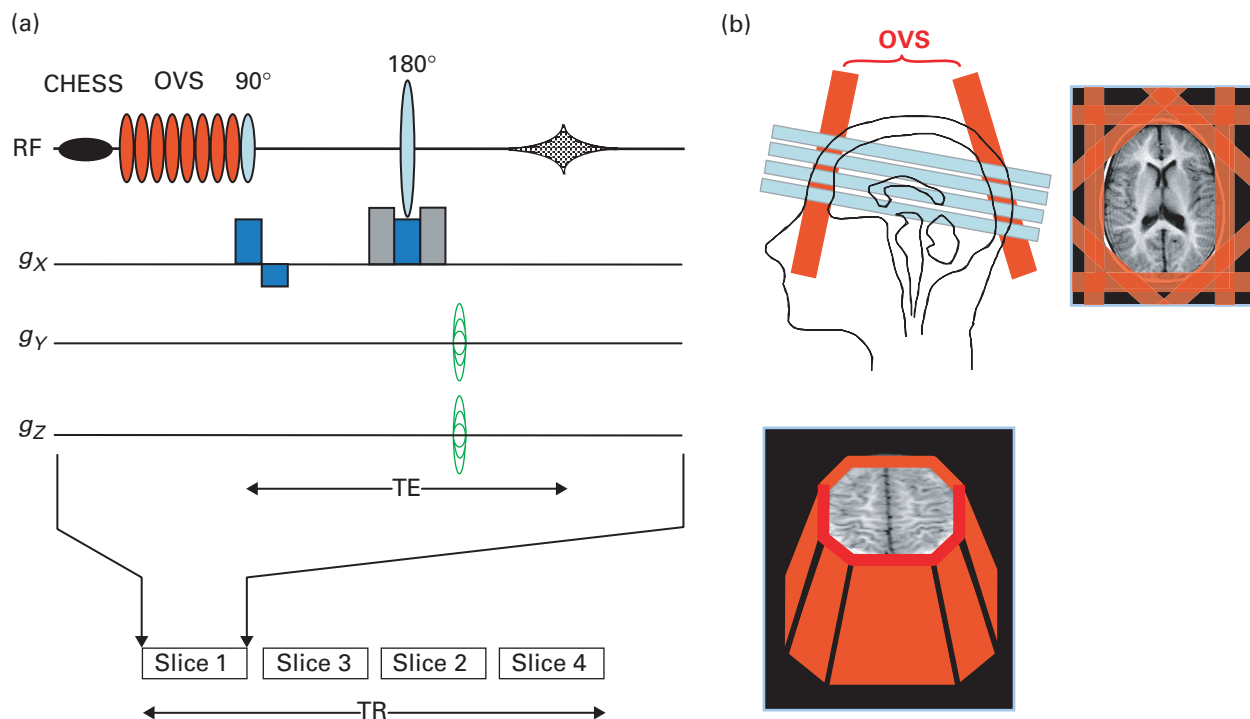 (a)
CHESS OVS 90° 180°
RF
gX
gY
gZ
TE
Slice 1 Slice 3 Slice 2 Slice 4
TR
(b)
OVS